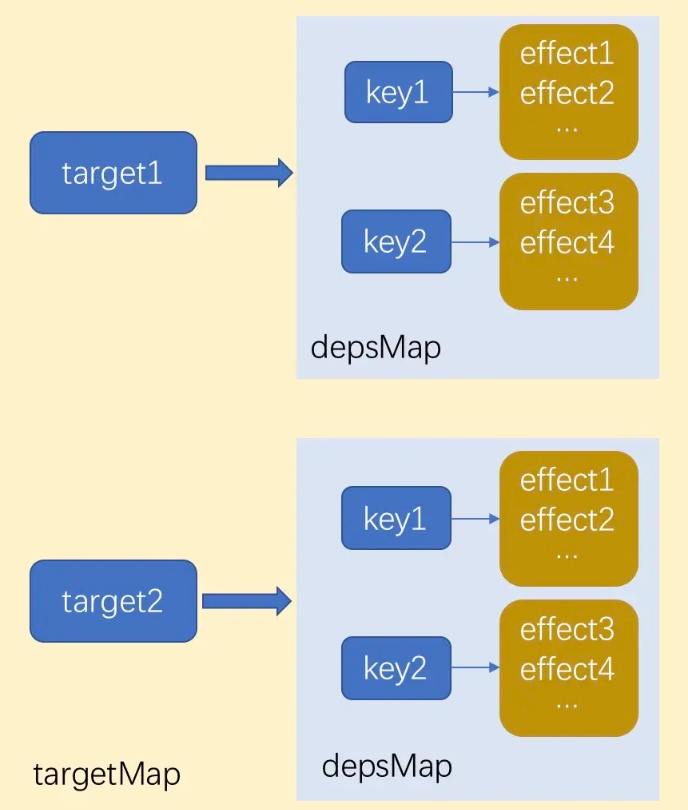 target1
key1
effect1
effect2
...
key2
effect3
effect4
...
depsMap
target2
key1
effect1
effect2
...
key2
effect3
effect4
...
depsMap
targetMap